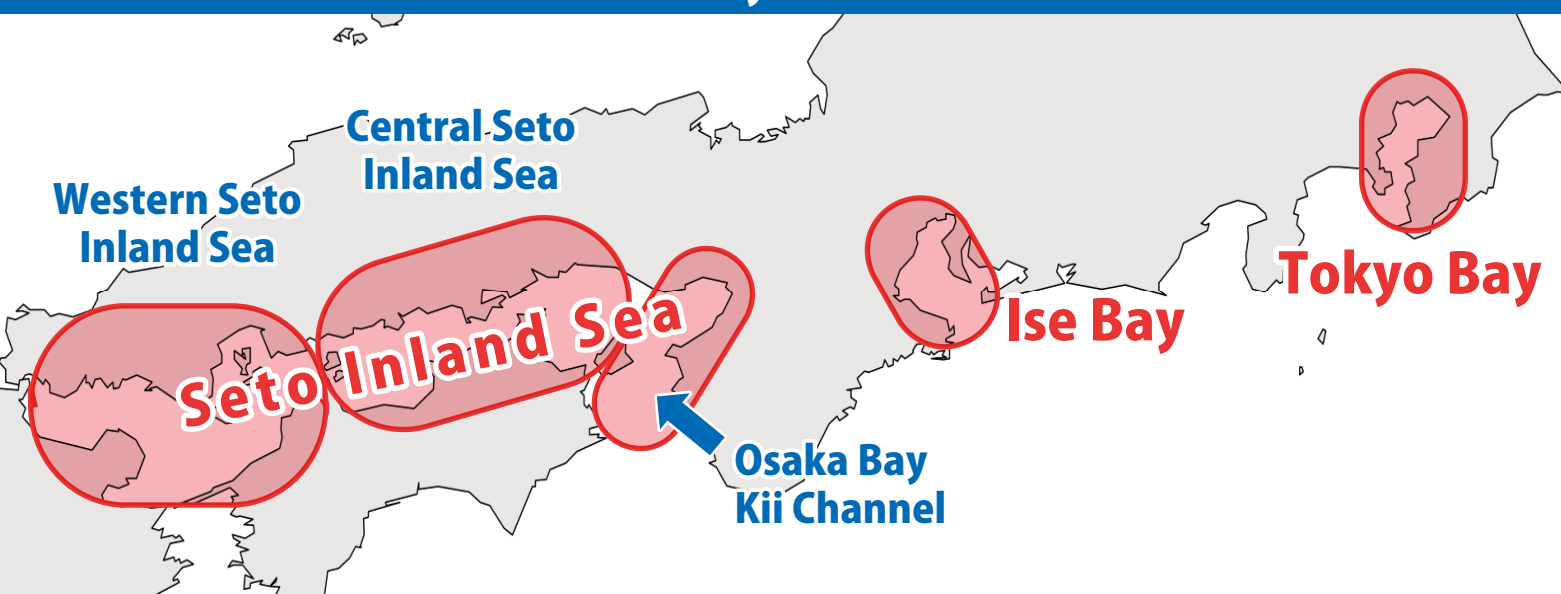 Central Seto
Inland Sea
Western Seto
Inland Sea
Seto Inland Sea
Tokyo Bay
Ise Bay
Osaka Bay
Kii Channel